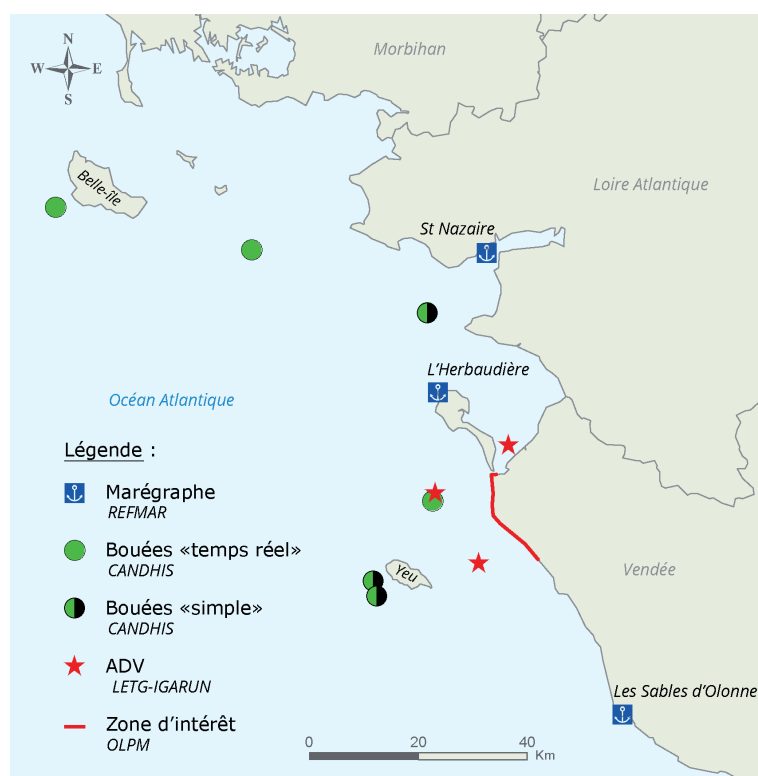 N
W E
S
Morbihan
Belle-île
Loire Atlantique
St Nazaire
L'Herbaudière
Océan Atlantique
Légende :
Marégraphe
REFMAR
Bouées «temps réel»
CANDHIS
Bouées «simple»
CANDHIS
ADV
LETG-IGARUN
Zone d'intérêt
OLPM
Yeu
Vendée
Les Sables d'Olonne
0 20 40
Km